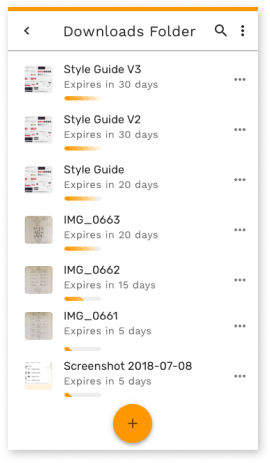 Downloads Folder
Style Guide V3
Expires in 30 days
Style Guide V2
Expires in 30 days
Style Guide
Expires in 20 days
IMG_0663
Expires in 20 days
IMG_0662
Expires in 15 days
IMG_0661
Expires in 5 days
Screenshot 2018-07-08
Expires in 5 days